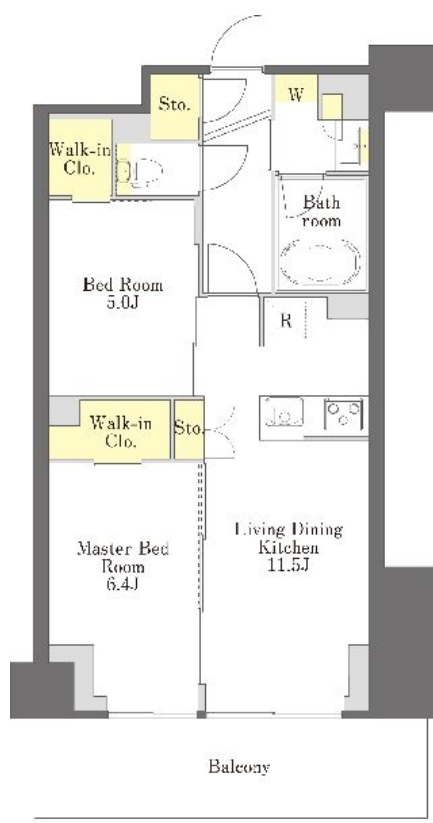 Sto.
W
Walk-in
Clo.
Bath
room
Bed Room
5.0J
R
Walk-in
Clo.
Sto.
Living Dining
Kitchen
11.5J
Master Bed
Room
6.4J
Balcony